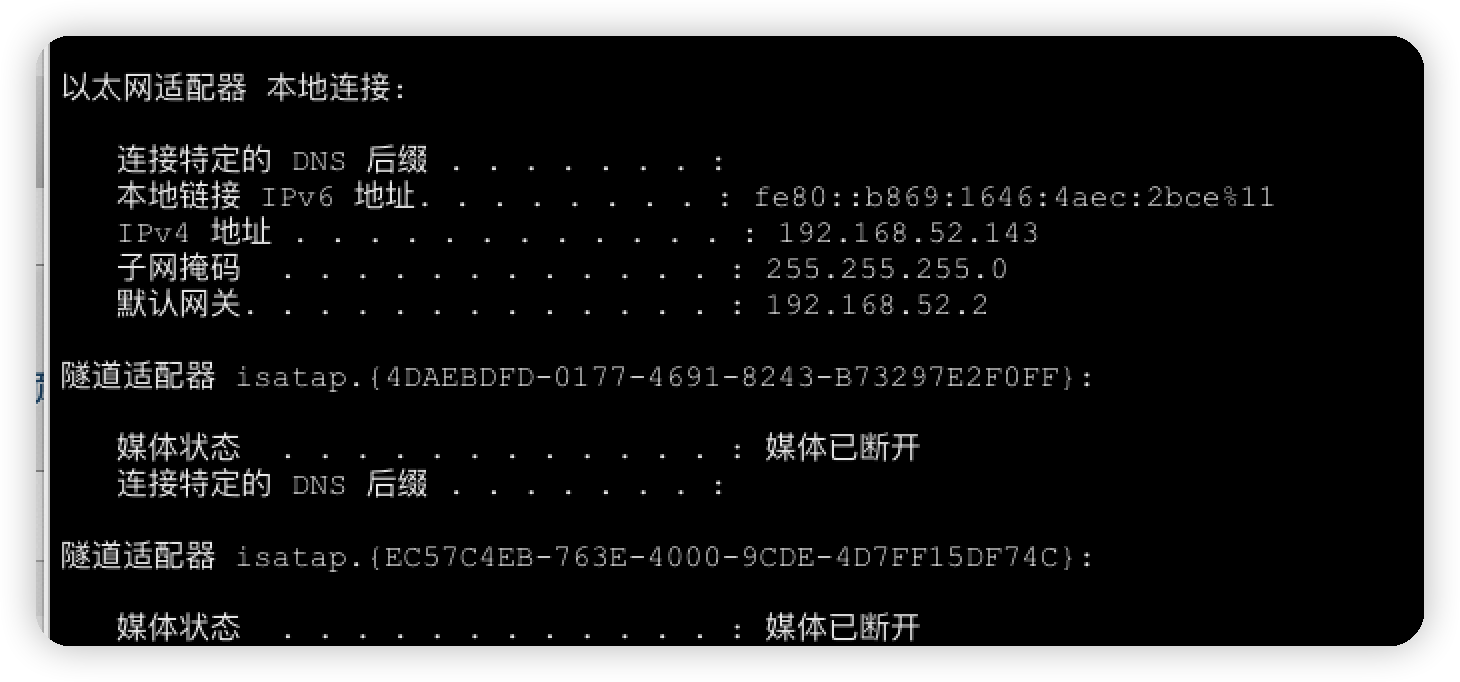 以太网适配器 本地连接:
连接特定的 DNS 后缀 . . . . . . . :
本地链接 IPv6 地址. . . . . . . . : fe80::b869:1646:4aec:2bce%11
IPv4 地址 . . . . . . . . . . . . : 192.168.52.143
子网掩码  . . . . . . . . . . . . : 255.255.255.0
默认网关. . . . . . . . . . . . . : 192.168.52.2
隧道适配器 isatap.{4DAEBDFD-0177-4691-8243-B73297E2F0FF}:
媒体状态  . . . . . . . . . . . . : 媒体已断开
连接特定的 DNS 后缀 . . . . . . . :
隧道适配器 isatap.{EC57C4EB-763E-4000-9CDE-4D7FF15DF74C}:
媒体状态  . . . . . . . . . . . . : 媒体已断开